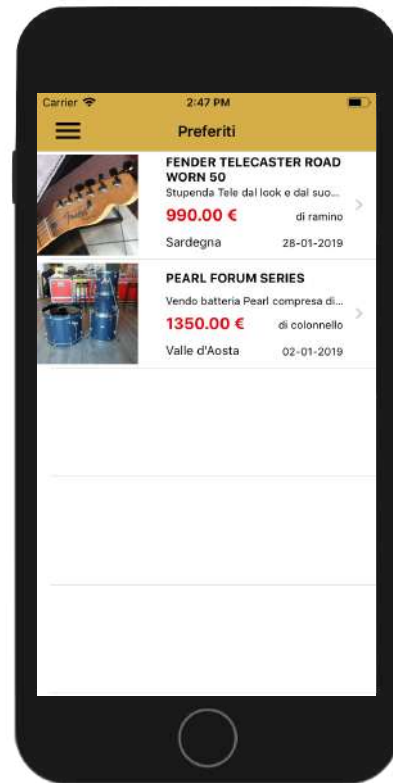 Carrier
2:47 PM
Preferiti
FENDER TELECASTER ROAD
WORN 50
Stupenda Tele dal look e dal suo...
990.00 €
di ramino
Sardegna
28-01-2019
PEARL FORUM SERIES
Vendo batteria Pearl compresa di...
1350.00 €
di colonnello
Valle d'Aosta
02-01-2019